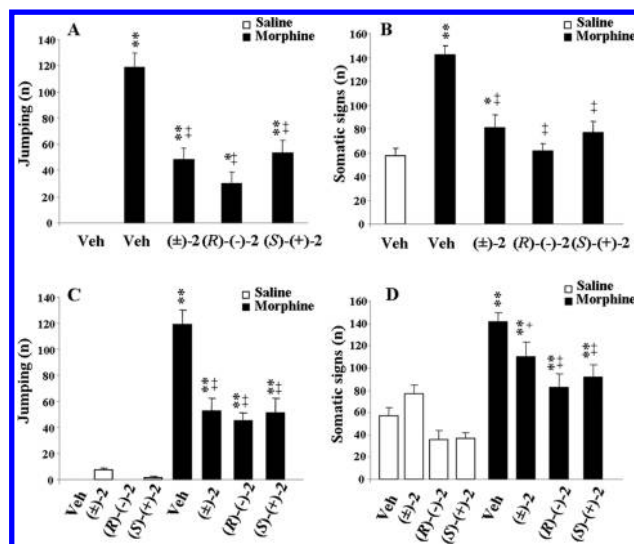 A
Saline
Morphine
Jumping (n)
140
120
100
80
60
40
20
0
**
**‡
*‡
**‡
Veh
Veh
(±)-2
(R)-(-)-2
(S)-(+)-2
B
Saline
Morphine
Somatic signs (n)
160
140
120
100
80
60
40
20
0
**
*‡
‡
‡
Veh
Veh
(±)-2
(R)-(-)-2
(S)-(+)-2
C
Saline
Morphine
Jumping (n)
140
120
100
80
60
40
20
0
**
**‡
**‡
**‡
Veh
(±)-2
(R)-(-)-2
(S)-(+)-2
Veh
(±)-2
(R)-(-)-2
(S)-(+)-2
D
Saline
Morphine
Somatic signs (n)
160
140
120
100
80
60
40
20
0
**
**+
**‡
**‡
Veh
(±)-2
(R)-(-)-2
(S)-(+)-2
Veh
(±)-2
(R)-(-)-2
(S)-(+)-2